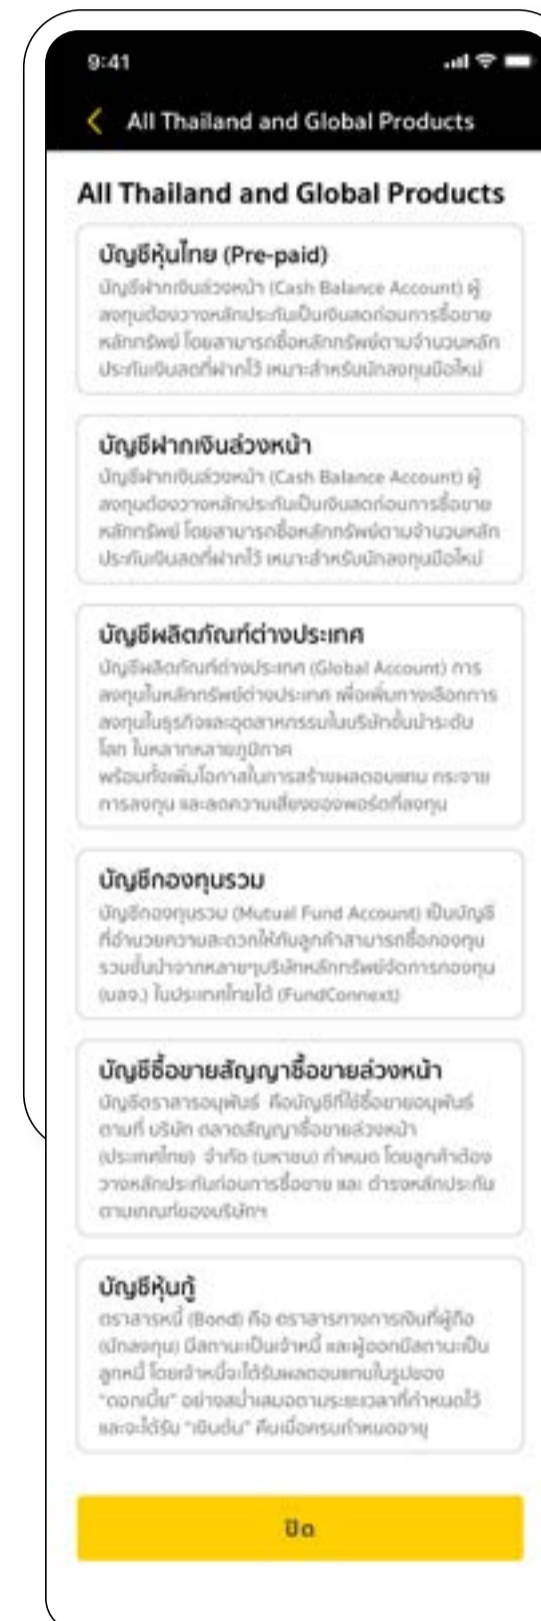 9:41
All Thailand and Global Products
All Thailand and Global Products
บัญชีหุ้นไทย (Pre-paid)
บัญชีฝากเงินล่วงหน้า (Cash Balance Account) ผู้
ลงทุนต้องวางหลักประกันเป็นเงินสดก่อนการซื้อขาย
หลักทรัพย์ โดยสามารถซื้อหลักทรัพย์ตามจำนวนหลัก
ประกันเงินสดที่ฝากไว้ เหมาะสำหรับนักลงทุนมือใหม่
บัญชีฝากเงินล่วงหน้า
บัญชีฝากเงินล่วงหน้า (Cash Balance Account) ผู้
ลงทุนต้องวางหลักประกันเป็นเงินสดก่อนการซื้อขาย
หลักทรัพย์ โดยสามารถซื้อหลักทรัพย์ตามจำนวนหลัก
ประกันเงินสดที่ฝากไว้ เหมาะสำหรับนักลงทุนมือใหม่
บัญชีผลิตภัณฑ์ต่างประเทศ
บัญชีผลิตภัณฑ์ต่างประเทศ (Global Account) การ
ลงทุนในหลักทรัพย์ต่างประเทศ เพื่อเพิ่มทางเลือกการ
ลงทุนในธุรกิจและอุตสาหกรรมในบริษัทชั้นนำระดับ
โลก ในหลากหลายภูมิภาค
พร้อมทั้งเพิ่มโอกาสในการสร้างผลตอบแทน กระจาย
การลงทุน และลดความเสี่ยงของพอร์ตที่ลงทุน
บัญชีกองทุนรวม
บัญชีกองทุนรวม (Mutual Fund Account) เป็นบัญชี
ที่อำนวยความสะดวกให้กับลูกค้าสามารถซื้อกองทุน
รวมชั้นนำจากหลายๆบริษัทหลักทรัพย์จัดการกองทุน
(บลจ.) ในประเทศไทยได้ (FundConnext)
บัญชีซื้อขายสัญญาซื้อขายล่วงหน้า
บัญชีตราสารอนุพันธ์ คือบัญชีที่ใช้ซื้อขายอนุพันธ์
ตามที่ บริษัท ตลาดสัญญาซื้อขายล่วงหน้า
(ประเทศไทย) จำกัด (มหาชน) กำหนด โดยลูกค้าต้อง
วางหลักประกันก่อนการซื้อขาย และ ดำรงหลักประกัน
ตามเกณฑ์ของบริษัทฯ
บัญชีหุ้นกู้
ตราสารหนี้ (Bond) คือ ตราสารทางการเงินที่ผู้ถือ
(นักลงทุน) มีสถานะเป็นเจ้าหนี้ และผู้ออกมีสถานะเป็น
ลูกหนี้ โดยเจ้าหนี้จะได้รับผลตอบแทนในรูปของ
"ดอกเบี้ย" อย่างสม่ำเสมอตามระยะเวลาที่กำหนดไว้
และจะได้รับ "เงินต้น" คืนเมื่อครบกำหนดอายุ
ปิด